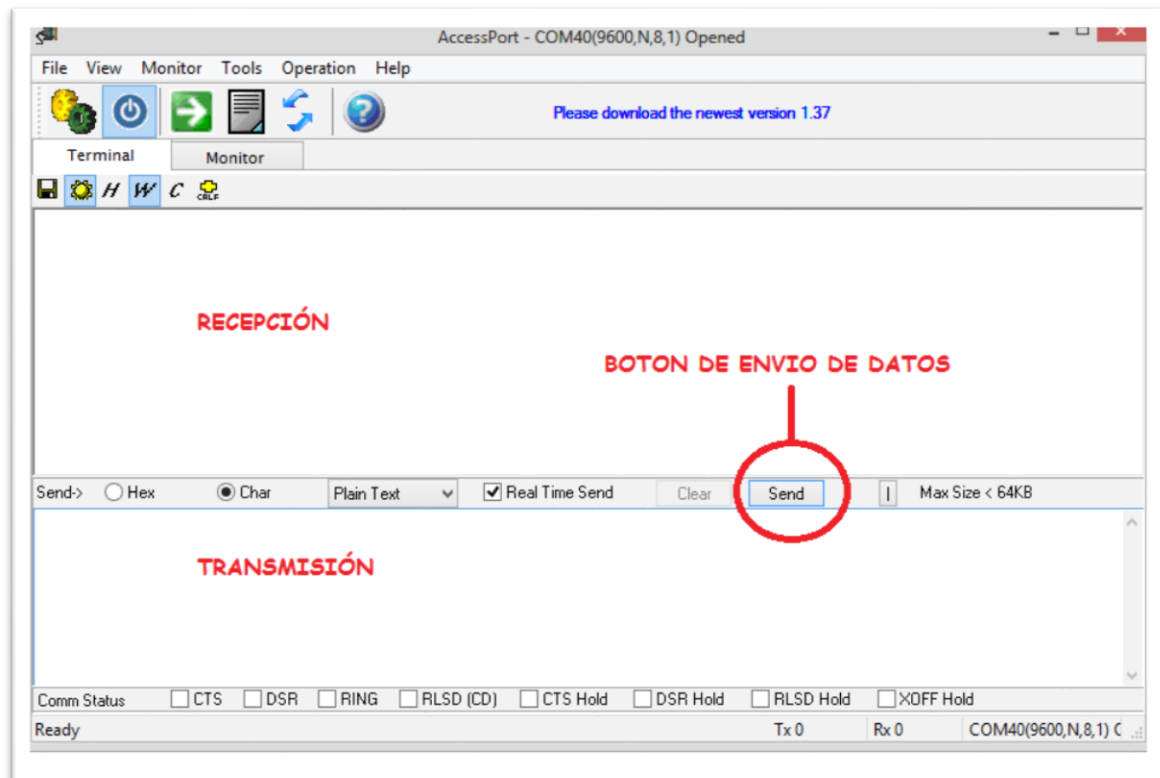 AccessPort - COM40(9600,N,8,1) Opened
File View Monitor Tools Operation Help
Please download the newest version 1.37
Terminal Monitor
H W C CRLF
RECEPCIÓN
BOTON DE ENVIO DE DATOS
Send-> Hex Char Plain Text Real Time Send Clear Send | Max Size < 64KB
TRANSMISIÓN
Comm Status CTS DSR RING RLSD (CD) CTS Hold DSR Hold RLSD Hold XOFF Hold
Ready Tx 0 Rx 0 COM40(9600,N,8,1) C